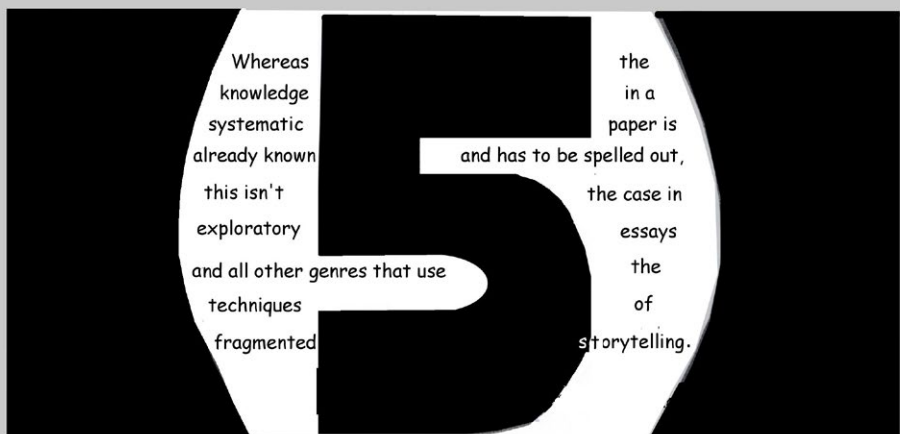 Whereas the
knowledge in a
systematic paper is
already known and has to be spelled out,
this isn't the case in
exploratory essays
and all other genres that use the
techniques of
fragmented storytelling.